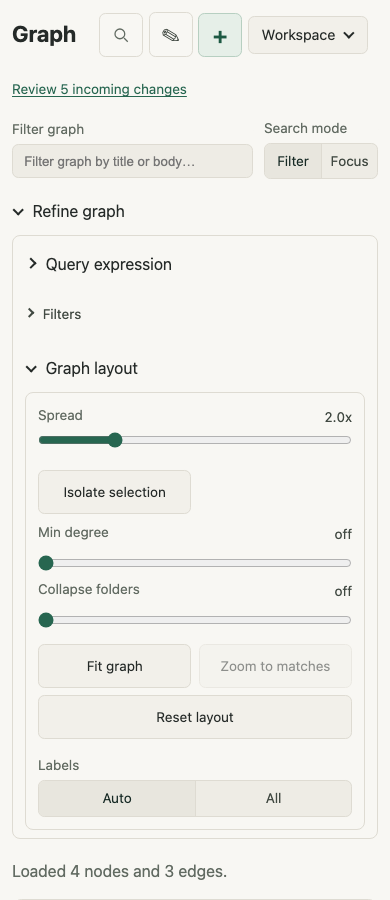 Graph
Workspace
Review 5 incoming changes
Filter graph
Search mode
Filter graph by title or body...
Filter
Focus
Refine graph
Query expression
Filters
Graph layout
Spread
2.0x
Isolate selection
Min degree
off
Collapse folders
off
Fit graph
Zoom to matches
Reset layout
Labels
Auto
All
Loaded 4 nodes and 3 edges.